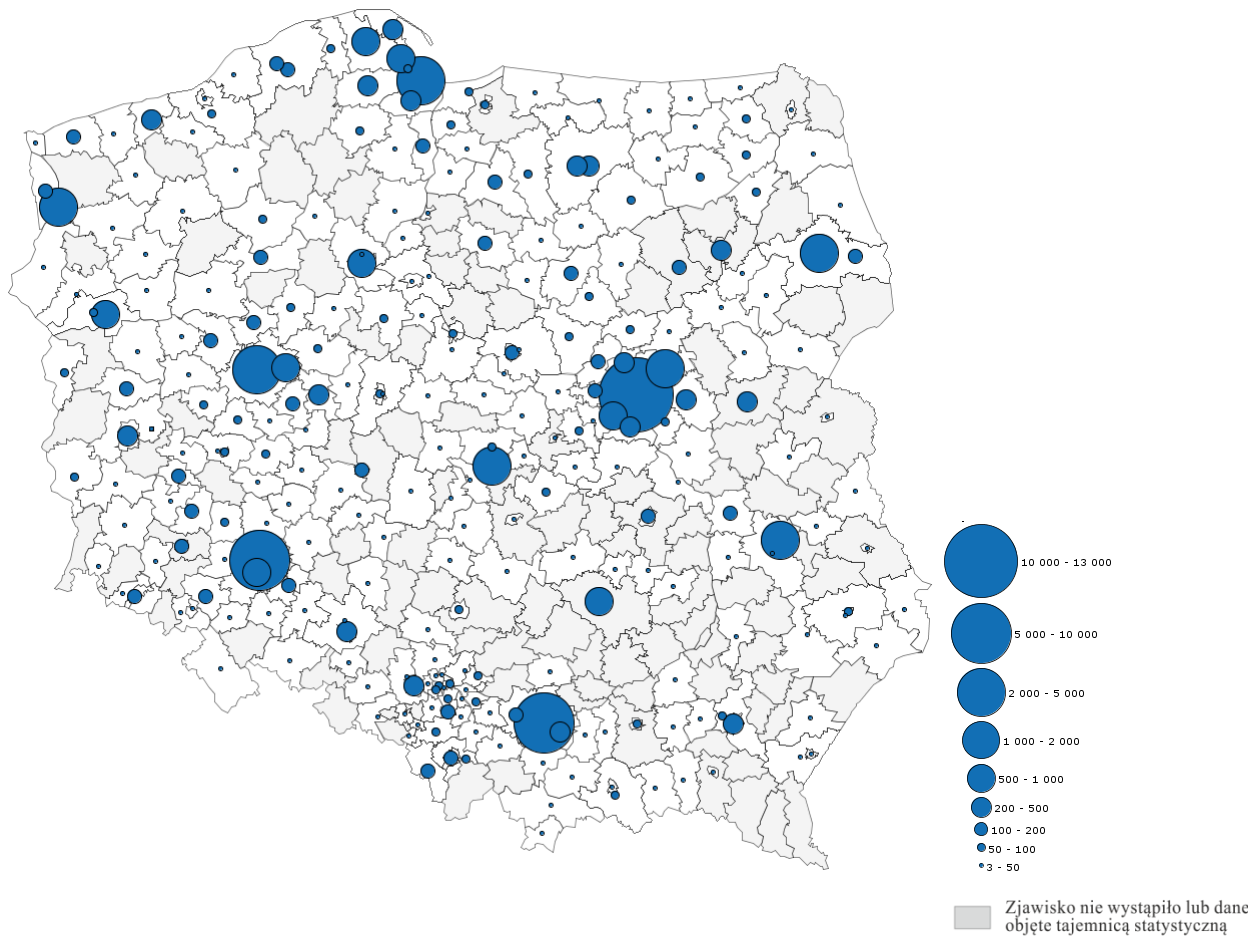 10 000 - 13 000
5 000 - 10 000
2 000 - 5 000
1 000 - 2 000
500 - 1 000
200 - 500
100 - 200
50 - 100
3 - 50
Zjawisko nie wystąpiło lub dane
objęte tajemnicą statystyczną